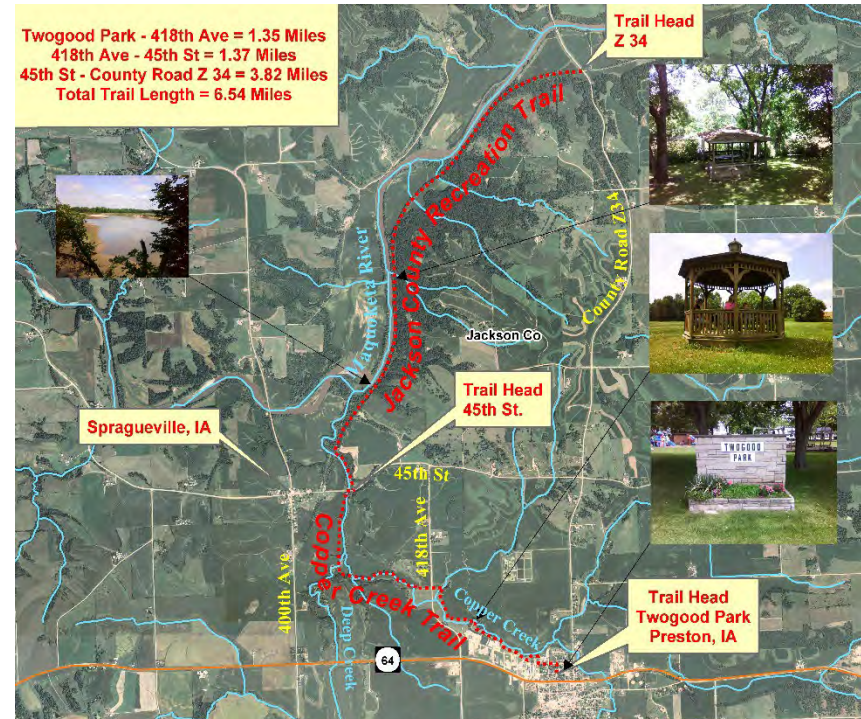 Twogood Park - 418th Ave = 1.35 Miles
418th Ave - 45th St = 1.37 Miles
45th St - County Road Z 34 = 3.82 Miles
Total Trail Length = 6.54 Miles
Trail Head
Z 34
Jackson County Recreation Trail
County Road Z34
Maquoketa River
Jackson Co
Trail Head
45th St.
Spragueville, IA
45th St
TWOGOOD
PARK
418th Ave
Copper Creek Trail
400th Ave
Copper Creek
Deep Creek
64
Trail Head
Twogood Park
Preston, IA